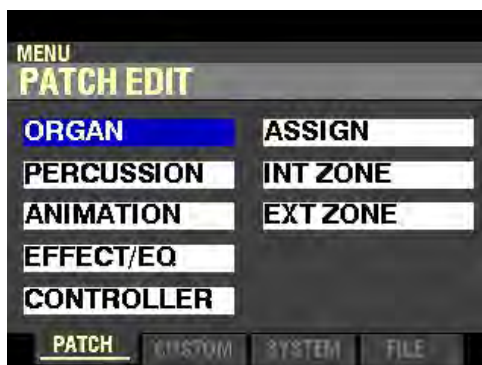 MENU
PATCH EDIT
ORGAN
PERCUSSION
ANIMATION
EFFECT/EQ
CONTROLLER
ASSIGN
INT ZONE
EXT ZONE
PATCH CUSTOM SYSTEM FILE